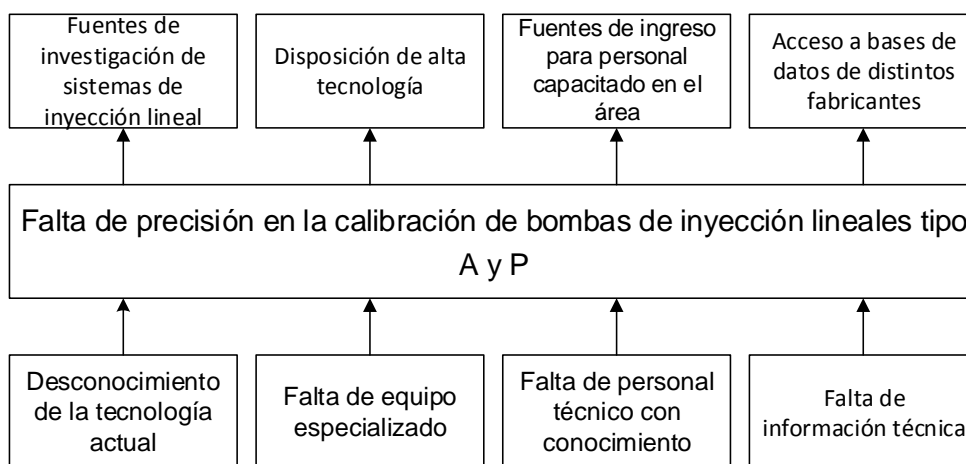 Fuentes de
investigación de
sistemas de
inyección lineal
Disposición de alta
tecnología
Fuentes de ingreso
para personal
capacitado en el
área
Acceso a bases de
datos de distintos
fabricantes
Falta de precisión en la calibración de bombas de inyección lineales tipo
A y P
Desconocimiento
de la tecnología
actual
Falta de equipo
especializado
Falta de personal
técnico con
conocimiento
Falta de
información técnica